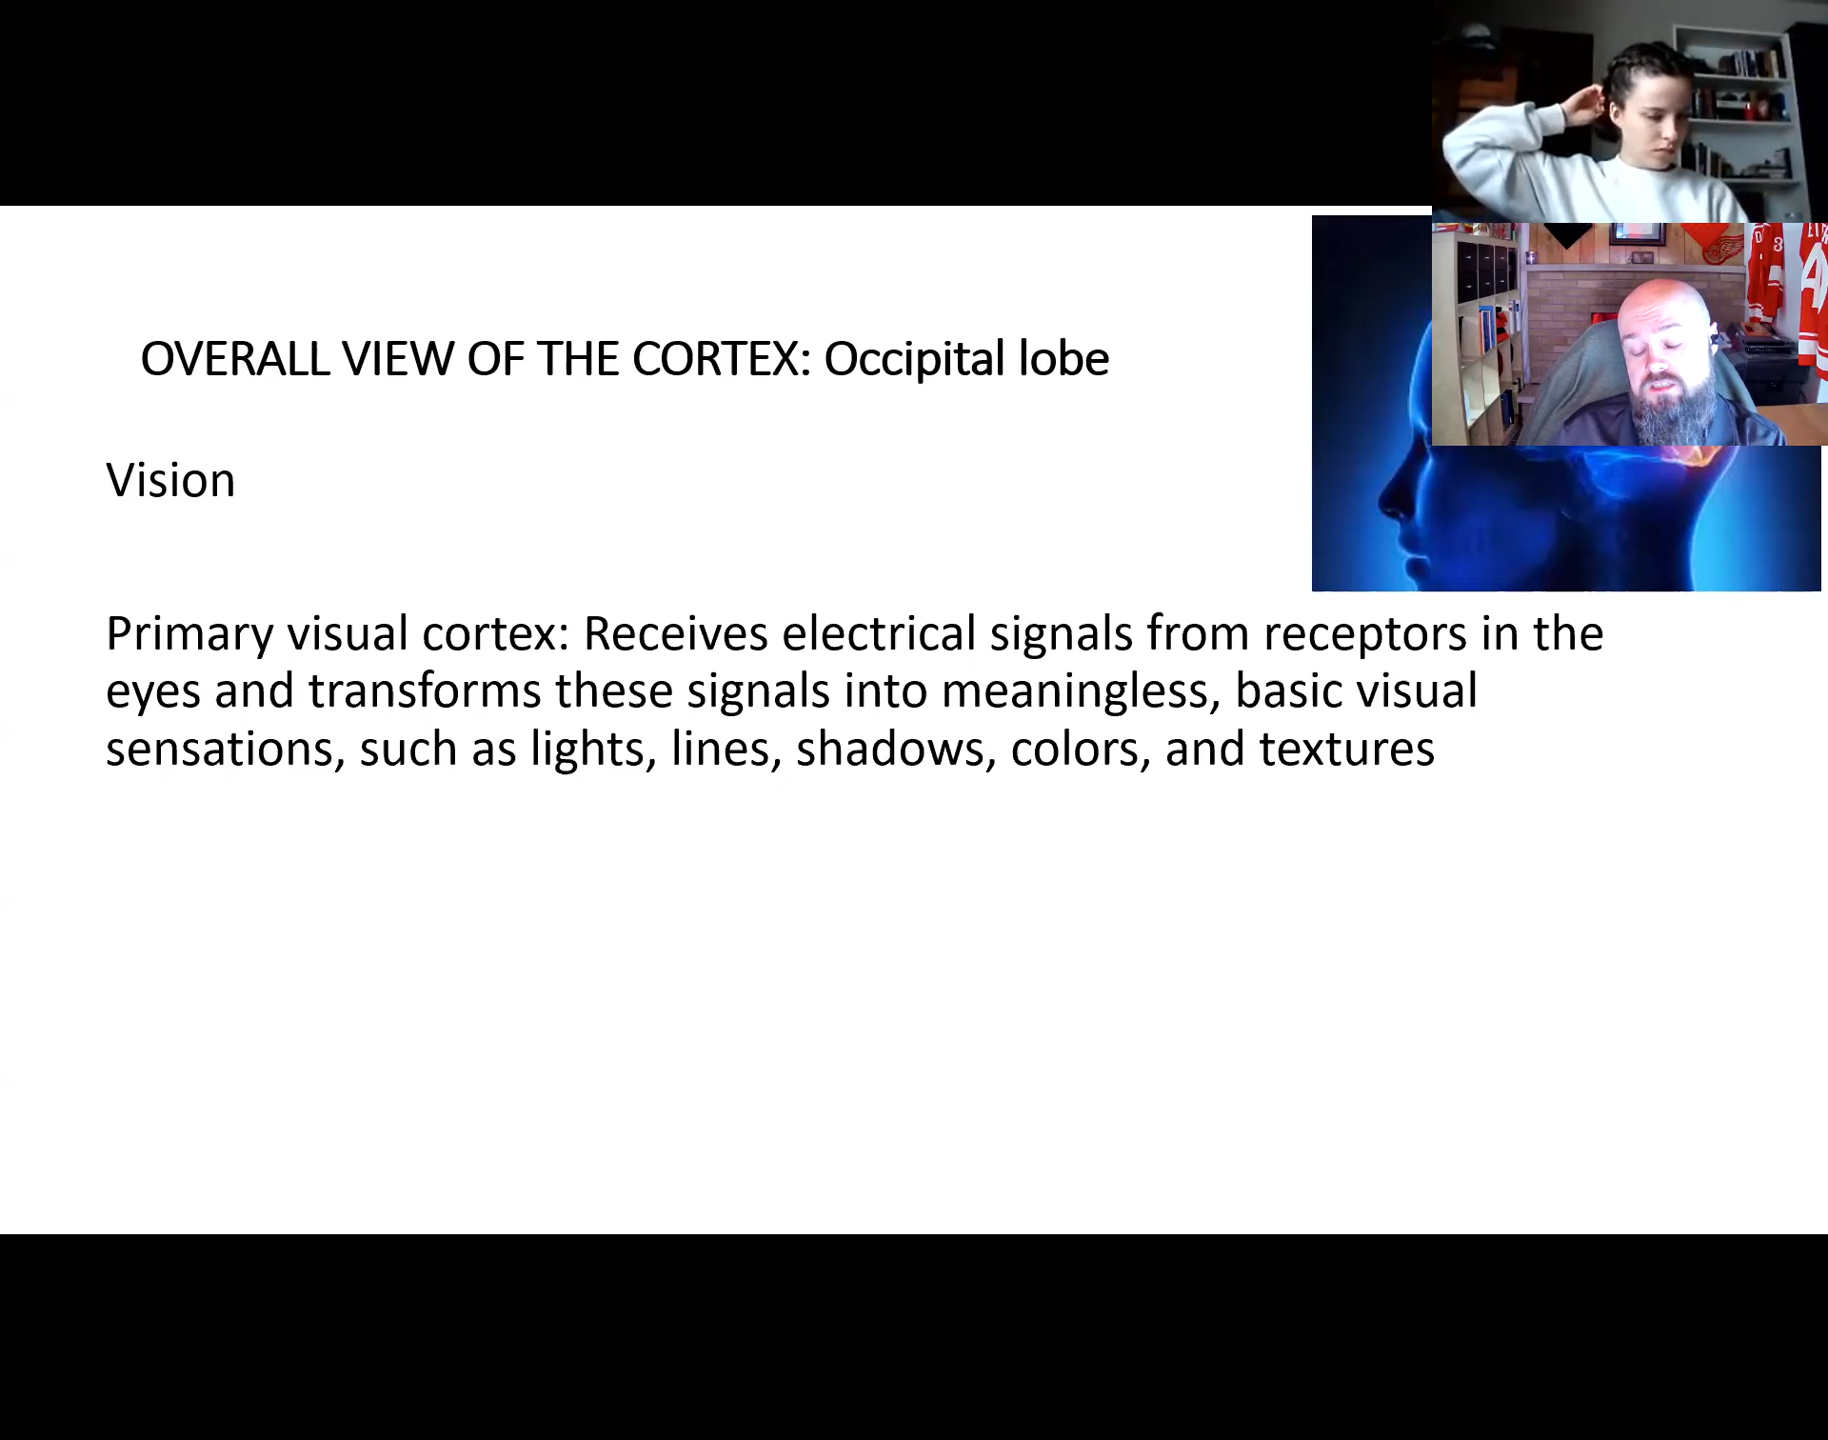 OVERALL VIEW OF THE CORTEX: Occipital lobe
Vision
Primary visual cortex: Receives electrical signals from receptors in the
eyes and transforms these signals into meaningless, basic visual
sensations, such as lights, lines, shadows, colors, and textures
A